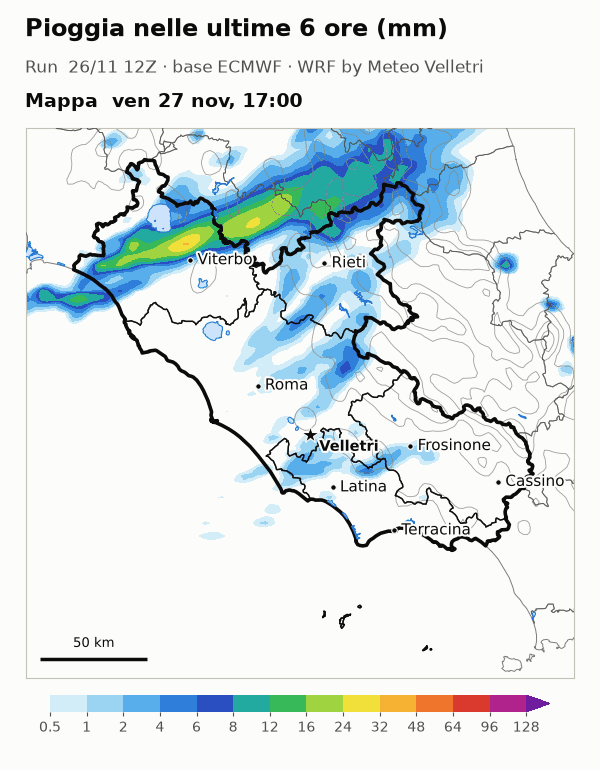 Pioggia nelle ultime 6 ore (mm)
Run  26/11 12Z · base ECMWF · WRF by Meteo Velletri
Mappa  ven 27 nov, 17:00
Viterbo
Rieti
Roma
Velletri
Frosinone
Latina
Cassino
Terracina
50 km
0.5 1 2 4 6 8 12 16 24 32 48 64 96 128